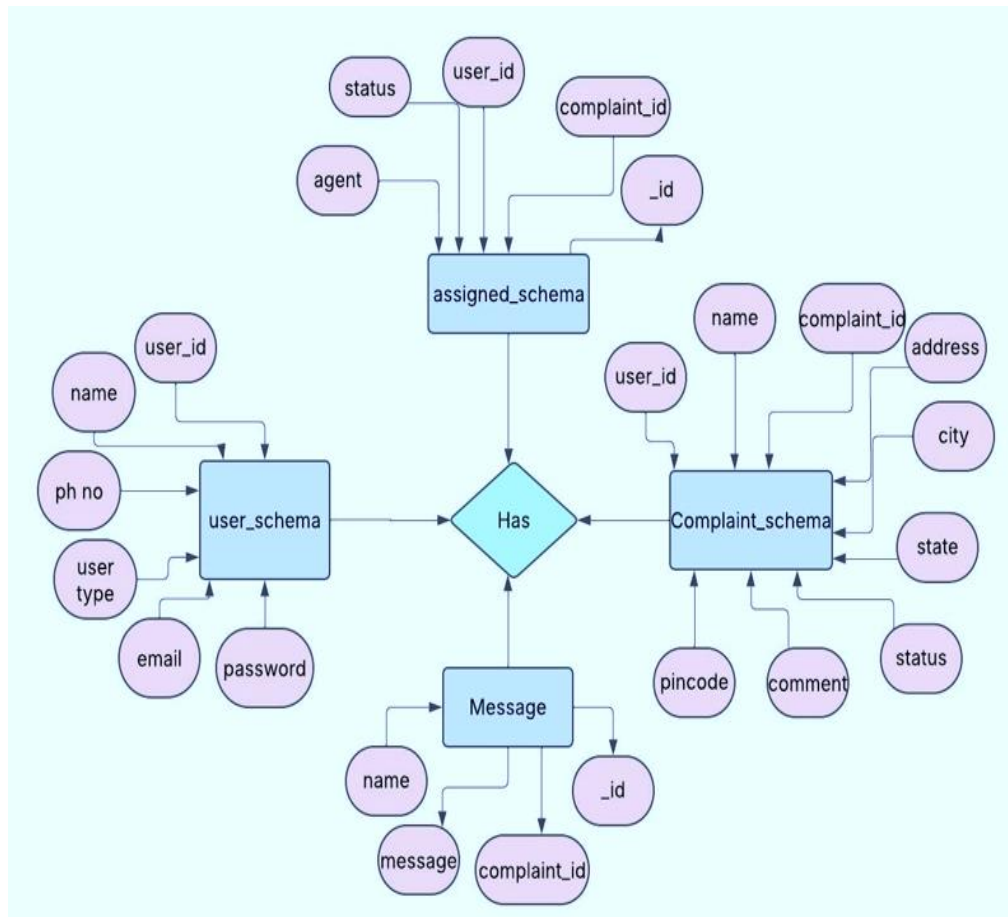 user_id
status
complaint_id
agent
_id
assigned_schema
name
complaint_id
user_id
address
user_id
name
city
ph no
user_schema
Has
Complaint_schema
state
user
type
email
password
pincode
comment
status
Message
name
_id
message
complaint_id